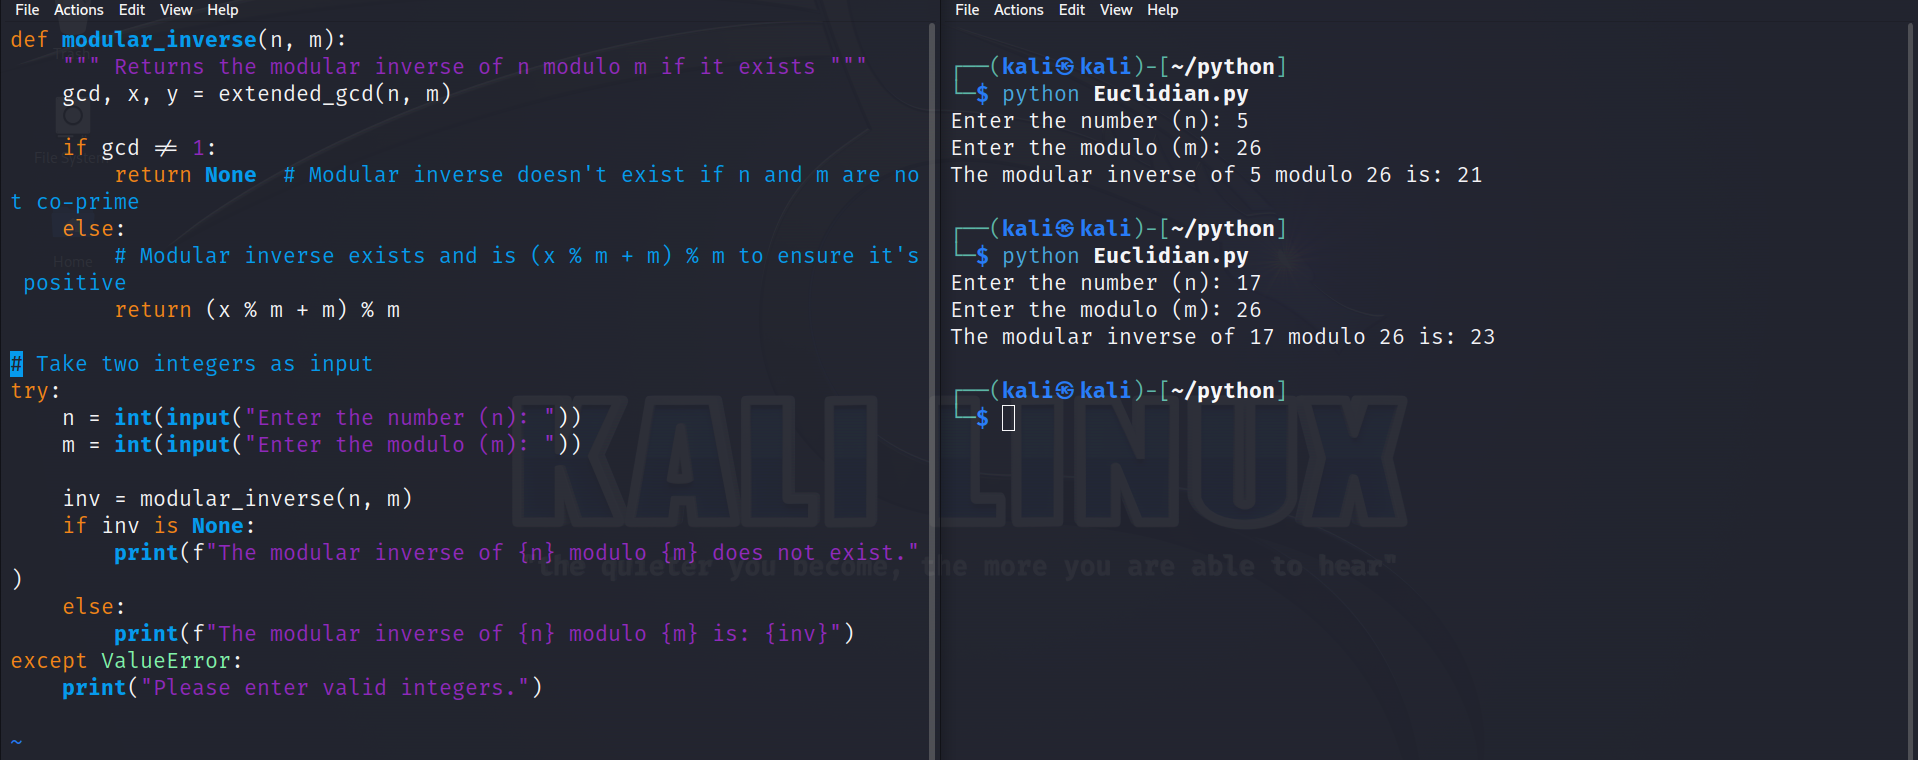 File Actions Edit View Help
def modular_inverse(n, m):
    """ Returns the modular inverse of n modulo m if it exists """
    gcd, x, y = extended_gcd(n, m)
    if gcd ≠ 1:
        return None  # Modular inverse doesn't exist if n and m are no
t co-prime
    else:
        # Modular inverse exists and is (x % m + m) % m to ensure it's
 positive
        return (x % m + m) % m
# Take two integers as input
try:
    n = int(input("Enter the number (n): "))
    m = int(input("Enter the modulo (m): "))
    inv = modular_inverse(n, m)
    if inv is None:
        print(f"The modular inverse of {n} modulo {m} does not exist."
)
    else:
        print(f"The modular inverse of {n} modulo {m} is: {inv}")
except ValueError:
    print("Please enter valid integers.")
~
File System
Home
File Actions Edit View Help
┌──(kali㉿kali)-[~/python]
└─$ python Euclidian.py
Enter the number (n): 5
Enter the modulo (m): 26
The modular inverse of 5 modulo 26 is: 21
┌──(kali㉿kali)-[~/python]
└─$ python Euclidian.py
Enter the number (n): 17
Enter the modulo (m): 26
The modular inverse of 17 modulo 26 is: 23
┌──(kali㉿kali)-[~/python]
└─$
KALI LINUX
"the quieter you become, the more you are able to hear"